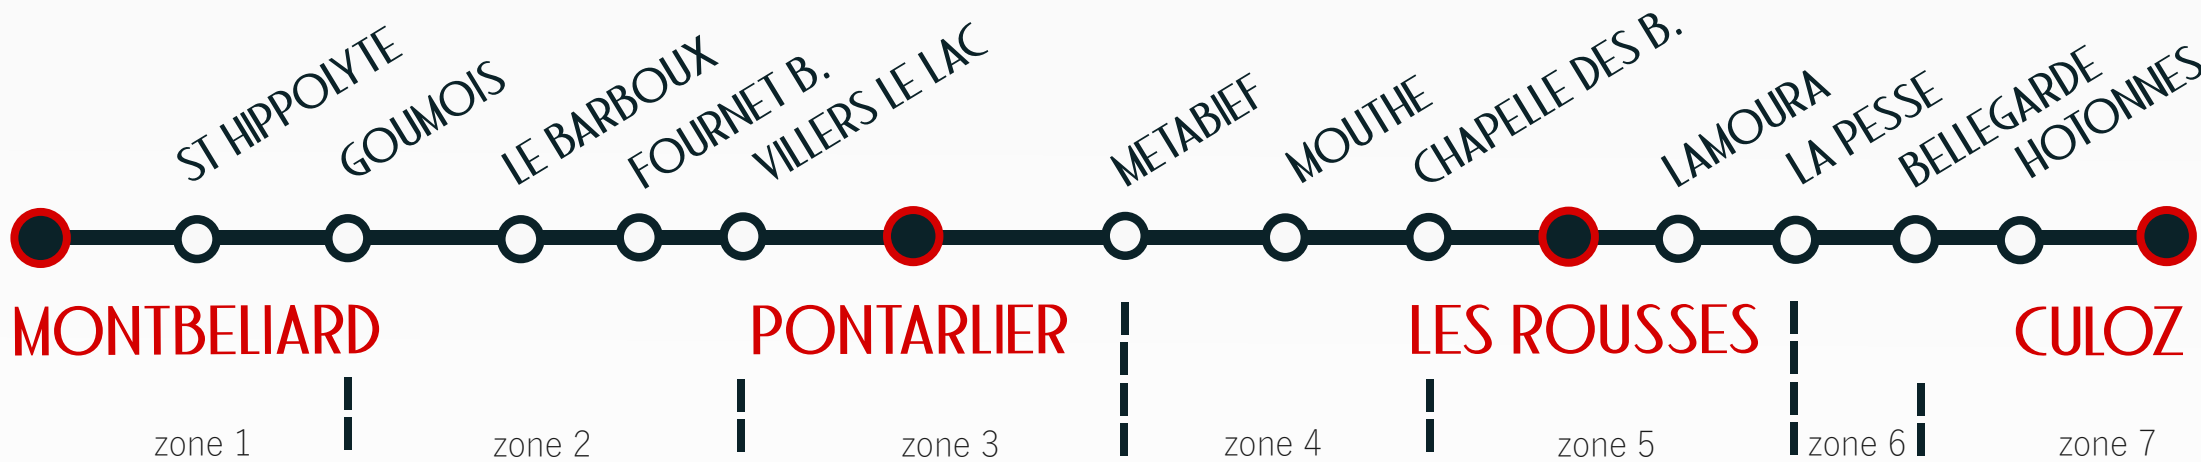 ST HIPPOLYTE
GOUMOIS
LE BARBOUX
FOURNET B.
VILLERS LE LAC
METABIEF
MOUTHE
CHAPELLE DES B.
LAMOURA
LA PESSE
BELLEGARDE
HOTONNES
MONTBELIARD
PONTARLIER
LES ROUSSES
CULOZ
zone 1
zone 2
zone 3
zone 4
zone 5
zone 6
zone 7